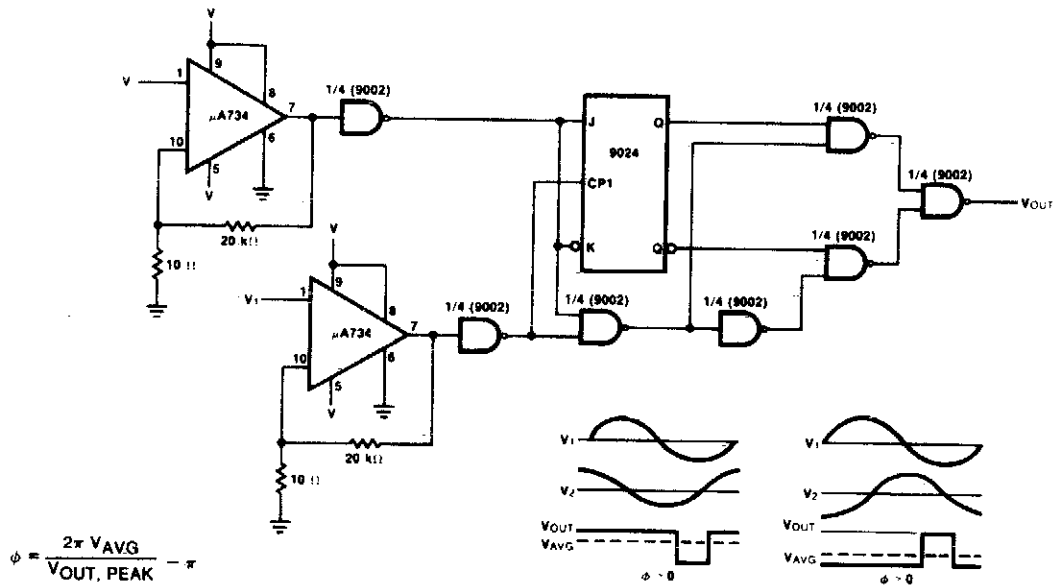 V
V
1
9
8
μA734
7
10
6
5
V
20 kΩ
10 Ω
1/4 (9002)
J
Q
9024
CP1
K
Q
1/4 (9002)
1/4 (9002)
VOUT
1/4 (9002)
V
V1
1
9
8
μA734
7
10
6
5
V
20 kΩ
10 Ω
1/4 (9002)
1/4 (9002)
1/4 (9002)
V1
V2
VOUT
VAVG
V1
V2
VOUT
VAVG
φ = 2π VAVG / VOUT, PEAK − π